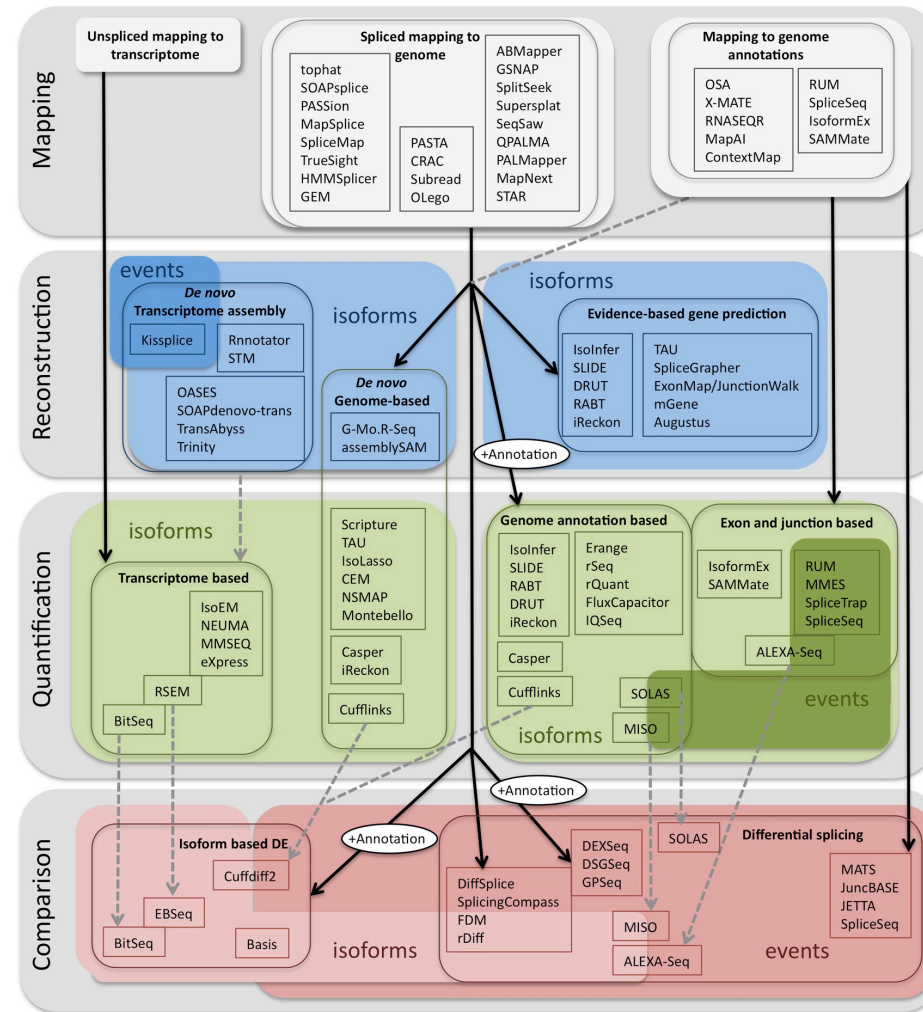 Mapping
Unspliced mapping to
transcriptome
Spliced mapping to
genome
tophat
SOAPsplice
PASSion
MapSplice
SpliceMap
TrueSight
HMMSplicer
GEM
PASTA
CRAC
Subread
OLego
ABMapper
GSNAP
SplitSeek
Supersplat
SeqSaw
QPALMA
PALMapper
MapNext
STAR
Mapping to genome
annotations
OSA
X-MATE
RNASEQR
MapAI
ContextMap
RUM
SpliceSeq
IsoformEx
SAMMate
Reconstruction
events
De novo
Transcriptome assembly
Kissplice
Rnnotator
STM
OASES
SOAPdenovo-trans
TransAbyss
Trinity
isoforms
De novo
Genome-based
G-Mo.R-Seq
assemblySAM
isoforms
Evidence-based gene prediction
IsoInfer
SLIDE
DRUT
RABT
iReckon
TAU
SpliceGrapher
ExonMap/JunctionWalk
mGene
Augustus
+Annotation
Quantification
isoforms
Transcriptome based
IsoEM
NEUMA
MMSEQ
eXpress
RSEM
BitSeq
Scripture
TAU
IsoLasso
CEM
NSMAP
Montebello
Casper
iReckon
Cufflinks
Genome annotation based
IsoInfer
SLIDE
RABT
DRUT
iReckon
Erange
rSeq
rQuant
FluxCapacitor
IQSeq
Casper
Cufflinks
SOLAS
MISO
isoforms
Exon and junction based
IsoformEx
SAMMate
RUM
MMES
SpliceTrap
SpliceSeq
ALEXA-Seq
events
Comparison
+Annotation
+Annotation
Isoform based DE
Cuffdiff2
EBSeq
BitSeq
Basis
isoforms
Differential splicing
DiffSplice
SplicingCompass
FDM
rDiff
DEXSeq
DSGSeq
GPSeq
SOLAS
MISO
ALEXA-Seq
MATS
JuncBASE
JETTA
SpliceSeq
events